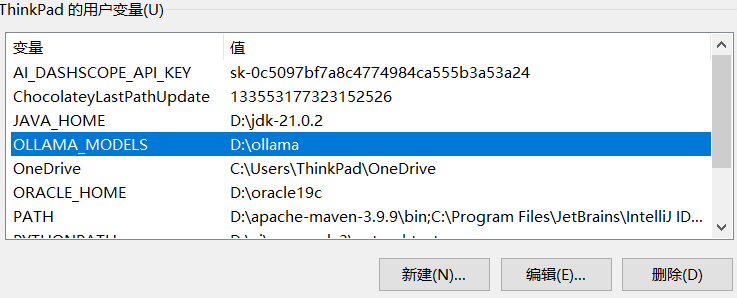 ThinkPad 的用户变量(U)
变量 值
AI_DASHSCOPE_API_KEY sk-0c5097bf7a8c4774984ca555b3a53a24
ChocolateyLastPathUpdate 133553177323152526
JAVA_HOME D:\jdk-21.0.2
OLLAMA_MODELS D:\ollama
OneDrive C:\Users\ThinkPad\OneDrive
ORACLE_HOME D:\oracle19c
PATH D:\apache-maven-3.9.9\bin;C:\Program Files\JetBrains\IntelliJ ID...
PYTHONPATH
新建(N)... 编辑(E)... 删除(D)